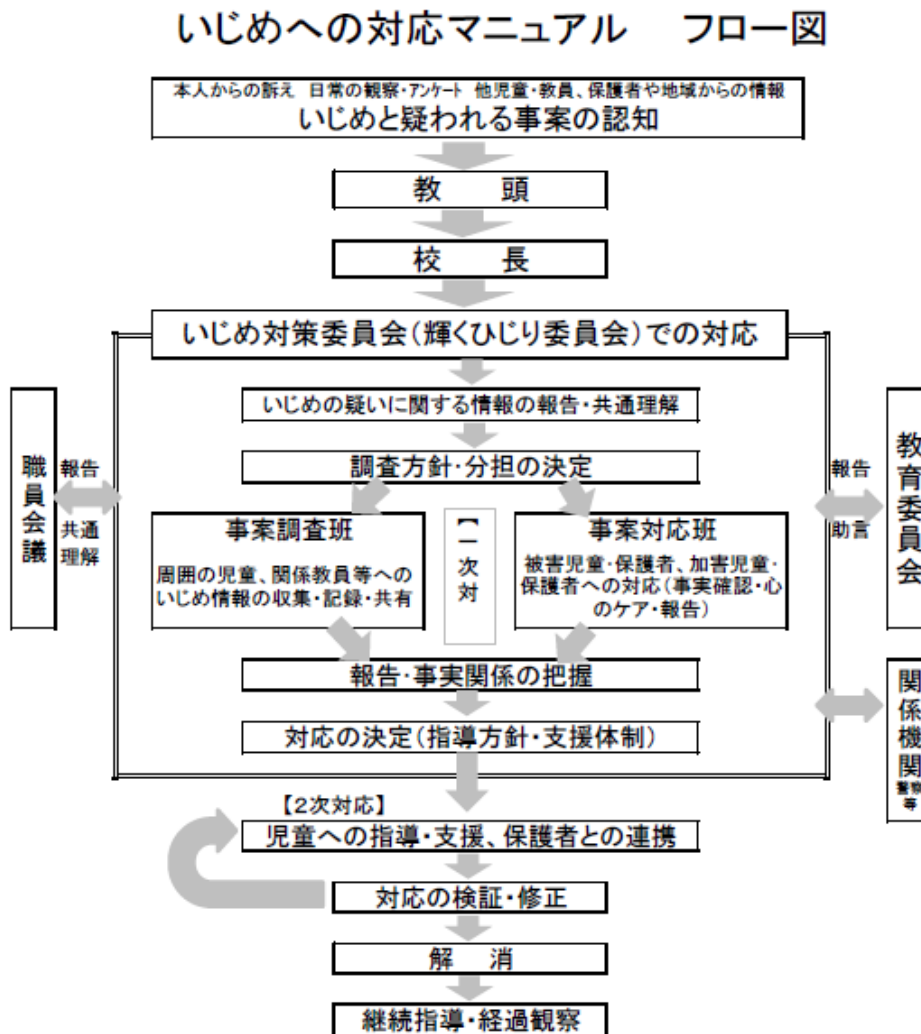 いじめへの対応マニュアル　フロー図
本人からの訴え 日常の観察・アンケート 他児童・教員、保護者や地域からの情報
いじめと疑われる事案の認知
教　頭
校　長
いじめ対策委員会(輝くひじり委員会)での対応
いじめの疑いに関する情報の報告・共通理解
調査方針・分担の決定
職員会議
報告
共通
理解
事案調査班
周囲の児童、関係教員等への
いじめ情報の収集・記録・共有
【一次対
事案対応班
被害児童・保護者、加害児童・
保護者への対応(事実確認・心
のケア・報告)
報告
助言
教育委員会
報告・事実関係の把握
対応の決定(指導方針・支援体制)
関係機関
警察
等
【2次対応】
児童への指導・支援、保護者との連携
対応の検証・修正
解　消
継続指導・経過観察